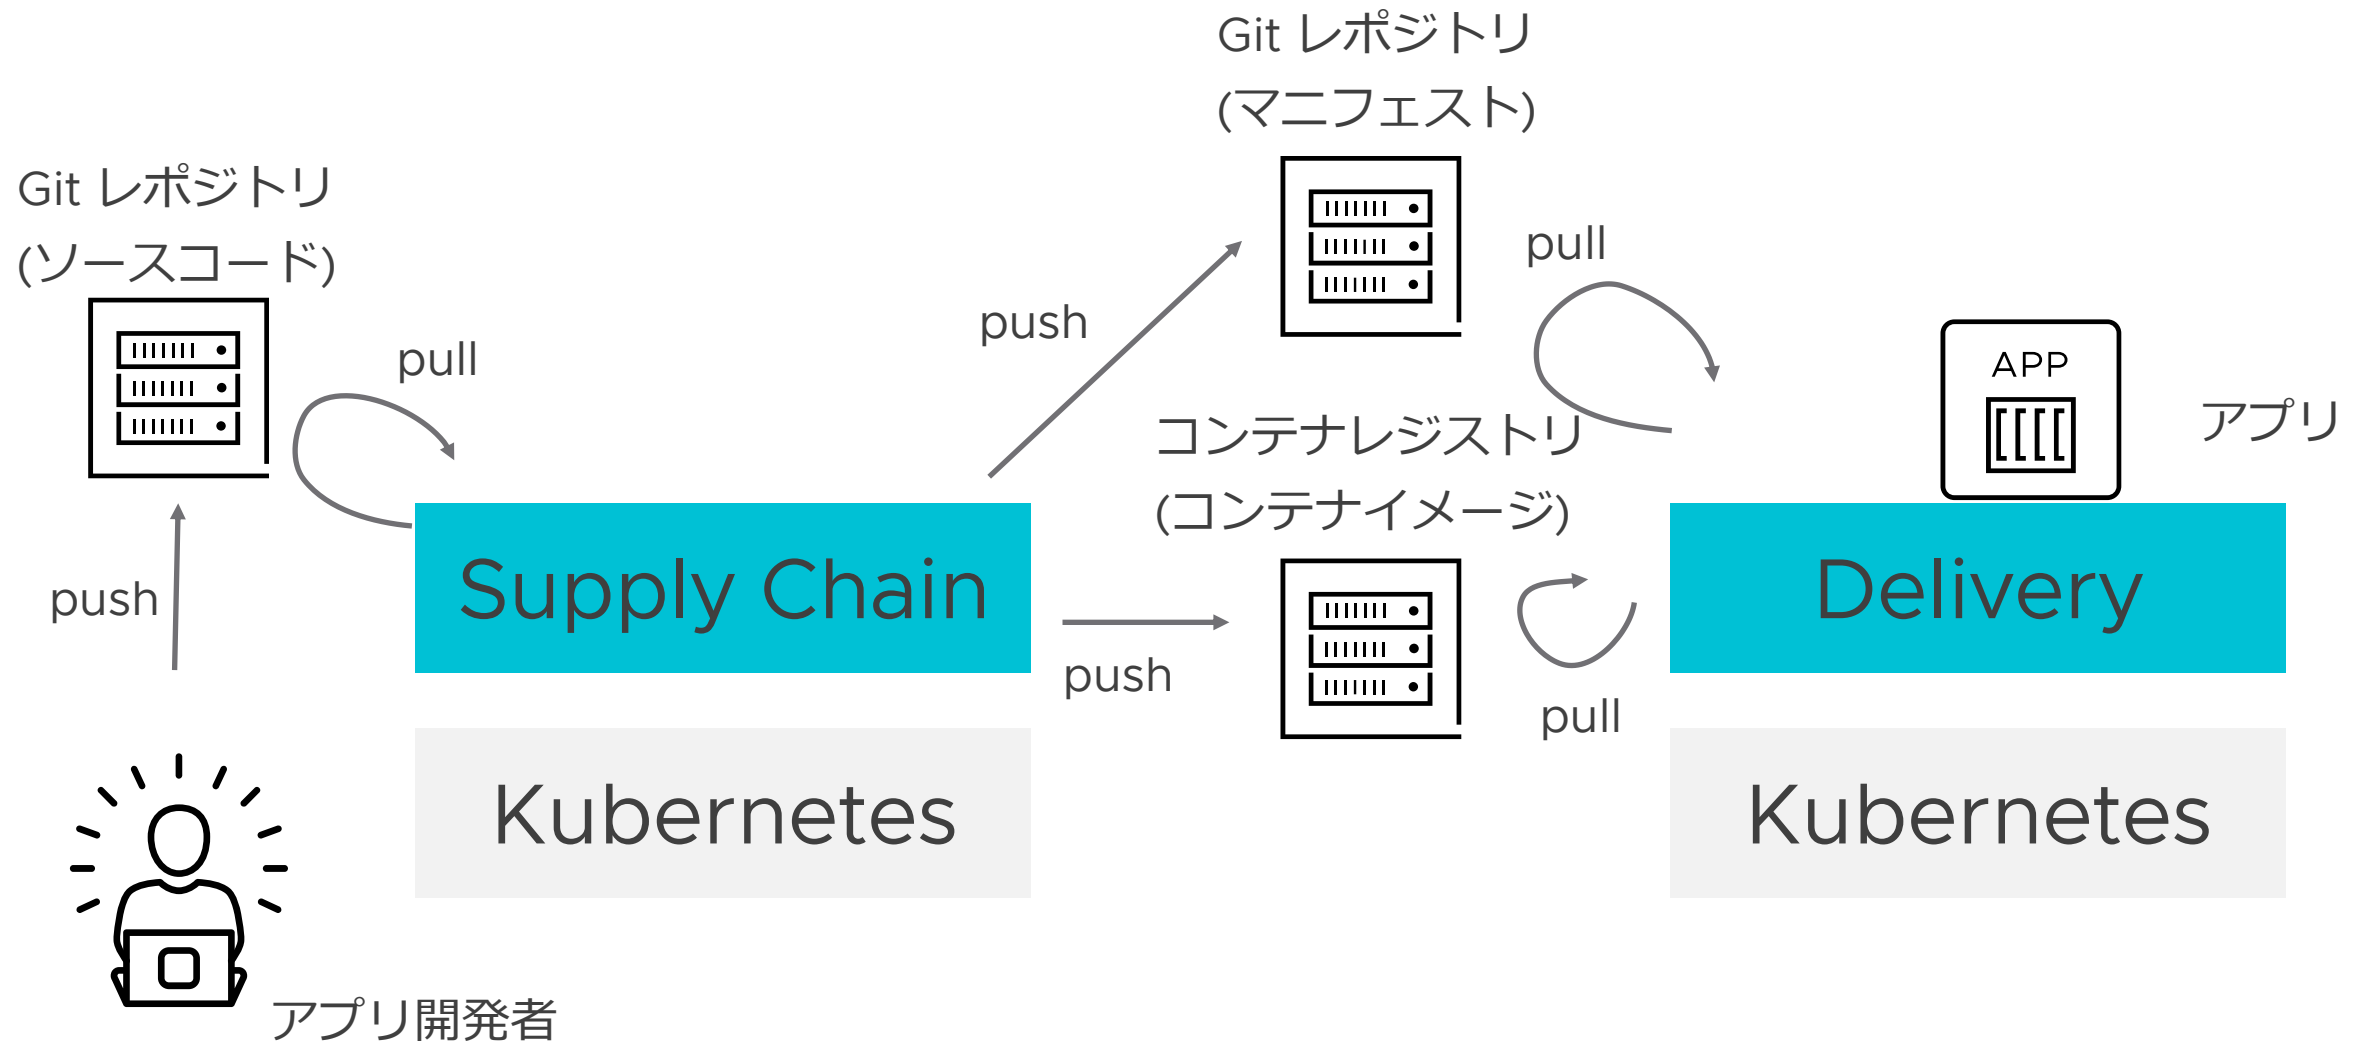 Git レポジトリ
(マニフェスト)
Git レポジトリ
(ソースコード)
pull
push
pull
APP
アプリ
コンテナレジストリ
(コンテナイメージ)
push
Supply Chain
push
pull
Delivery
Kubernetes
Kubernetes
アプリ開発者